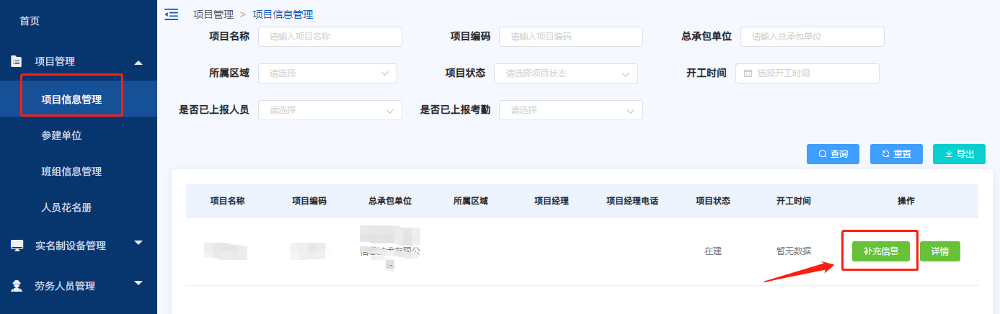 首页
项目管理
项目信息管理
参建单位
班组信息管理
人员花名册
实名制设备管理
劳务人员管理
项目管理 > 项目信息管理
项目名称 请输入项目名称 项目编码 请输入项目编码 总承包单位 请输入总承包单位
所属区域 请选择 项目状态 请选择项目状态 开工时间 选择开工时间
是否已上报人员 请选择 是否已上报考勤 请选择
查询 重置 导出
项目名称 项目编码 总承包单位 所属区域 项目经理 项目经理电话 项目状态 开工时间 操作
在建 暂无数据 补充信息 详情